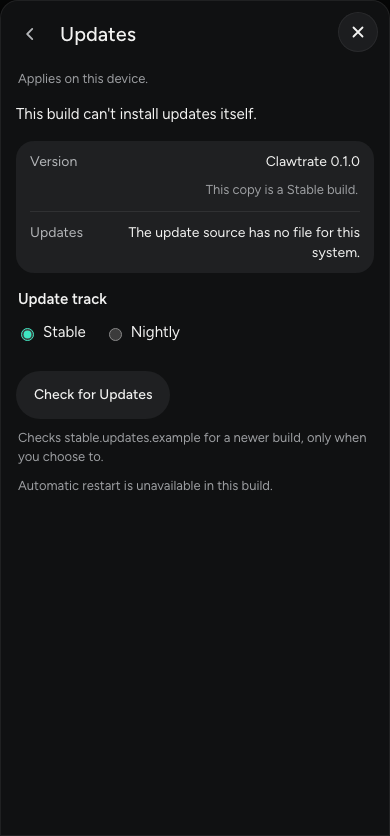 Updates
Applies on this device.
This build can't install updates itself.
Version
Clawtrate 0.1.0
This copy is a Stable build.
Updates
The update source has no file for this
system.
Update track
Stable
Nightly
Check for Updates
Checks stable.updates.example for a newer build, only when
you choose to.
Automatic restart is unavailable in this build.